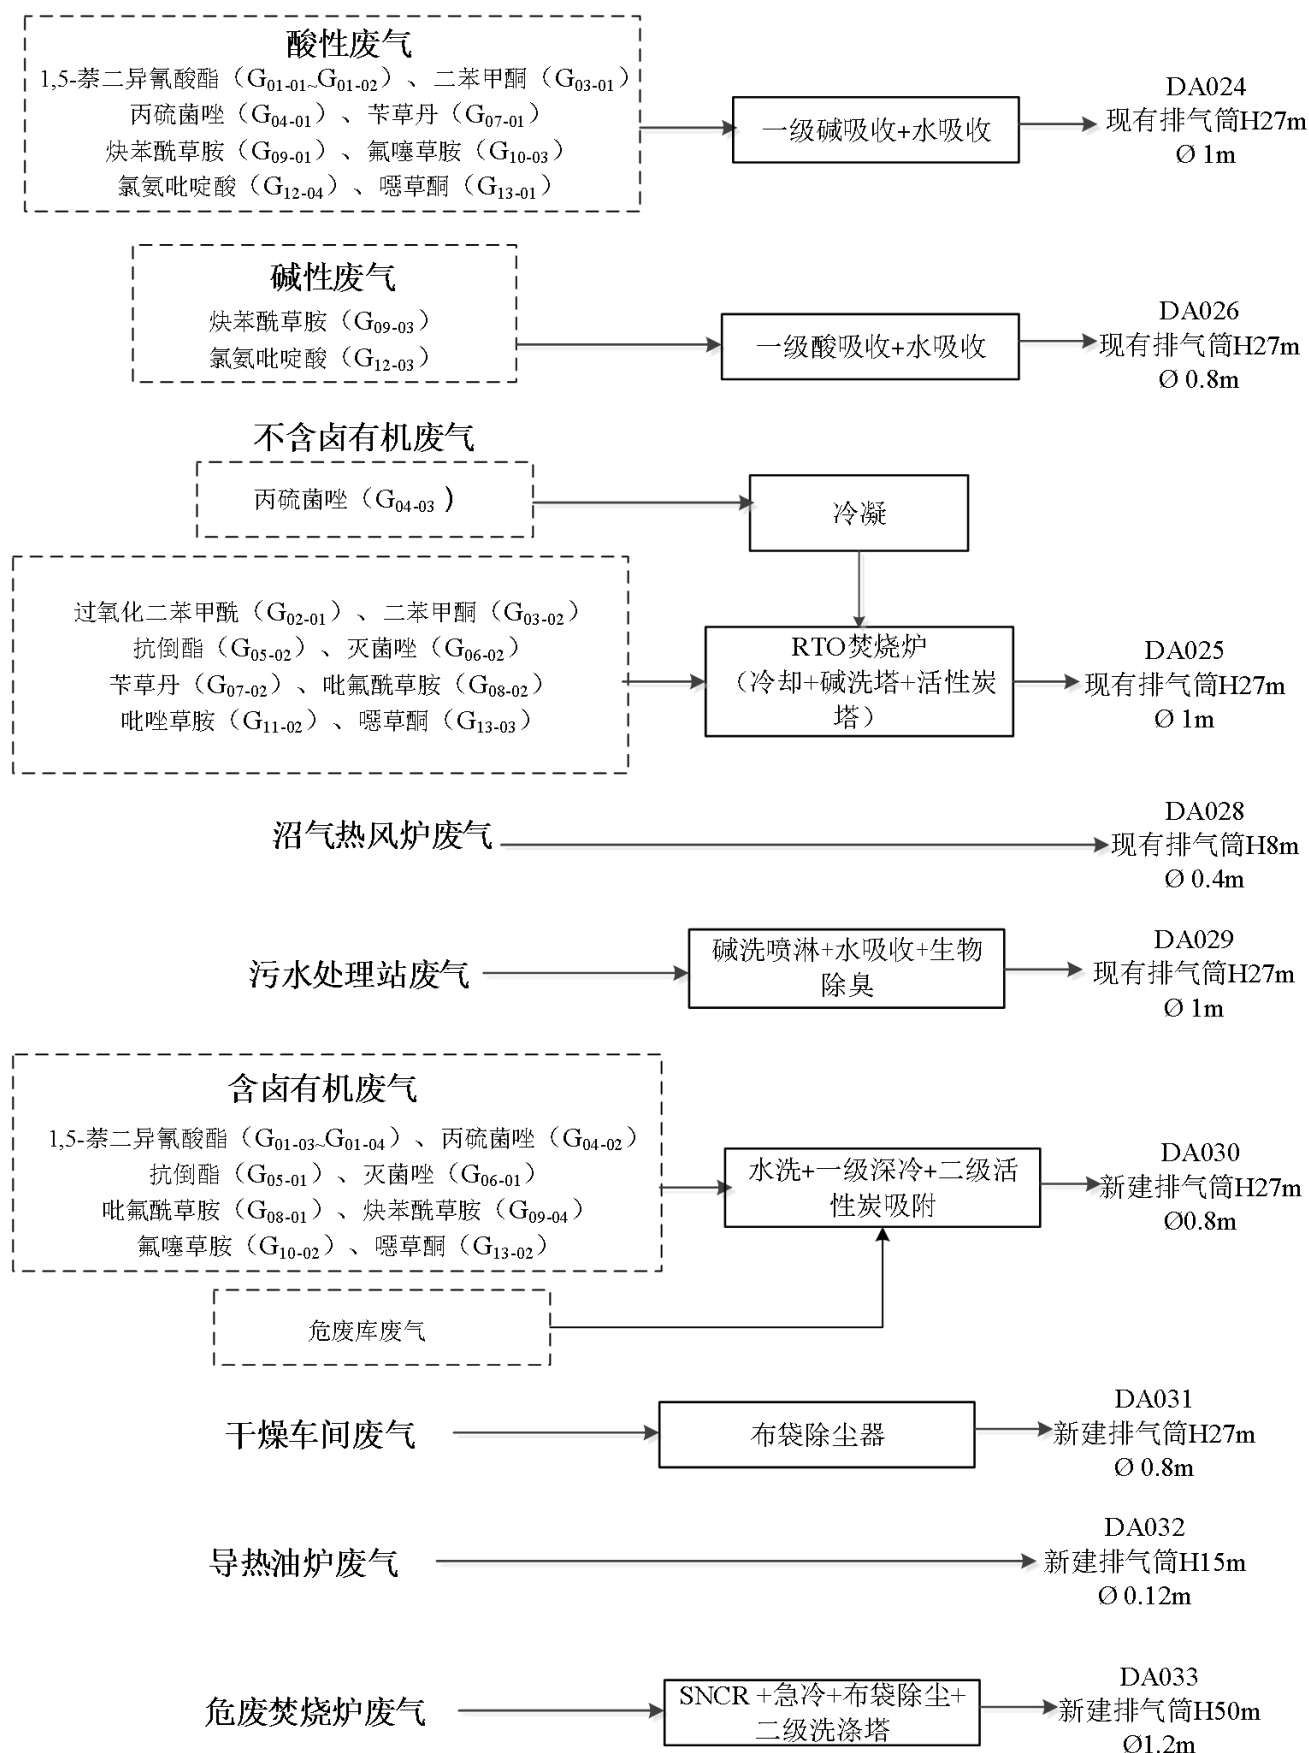 酸性废气
1,5-萘二异氰酸酯（G01-01~G01-02）、二苯甲酮（G03-01）
丙硫菌唑（G04-01）、苄草丹（G07-01）
炔苯酰草胺（G09-01）、氟噻草胺（G10-03）
氯氨吡啶酸（G12-04）、噁草酮（G13-01）
一级碱吸收+水吸收
DA024
现有排气筒H27m
Ø 1m
碱性废气
炔苯酰草胺（G09-03）
氯氨吡啶酸（G12-03）
一级酸吸收+水吸收
DA026
现有排气筒H27m
Ø 0.8m
不含卤有机废气
丙硫菌唑（G04-03）
冷凝
过氧化二苯甲酰（G02-01）、二苯甲酮（G03-02）
抗倒酯（G05-02）、灭菌唑（G06-02）
苄草丹（G07-02）、吡氟酰草胺（G08-02）
吡唑草胺（G11-02）、噁草酮（G13-03）
RTO焚烧炉
（冷却+碱洗塔+活性炭
塔）
DA025
现有排气筒H27m
Ø 1m
沼气热风炉废气
DA028
现有排气筒H8m
Ø 0.4m
污水处理站废气
碱洗喷淋+水吸收+生物
除臭
DA029
现有排气筒H27m
Ø 1m
含卤有机废气
1,5-萘二异氰酸酯（G01-03~G01-04）、丙硫菌唑（G04-02）
抗倒酯（G05-01）、灭菌唑（G06-01）
吡氟酰草胺（G08-01）、炔苯酰草胺（G09-04）
氟噻草胺（G10-02）、噁草酮（G13-02）
水洗+一级深冷+二级活
性炭吸附
DA030
新建排气筒H27m
Ø0.8m
危废库废气
干燥车间废气
布袋除尘器
DA031
新建排气筒H27m
Ø 0.8m
导热油炉废气
DA032
新建排气筒H15m
Ø 0.12m
危废焚烧炉废气
SNCR +急冷+布袋除尘+
二级洗涤塔
DA033
新建排气筒H50m
Ø1.2m